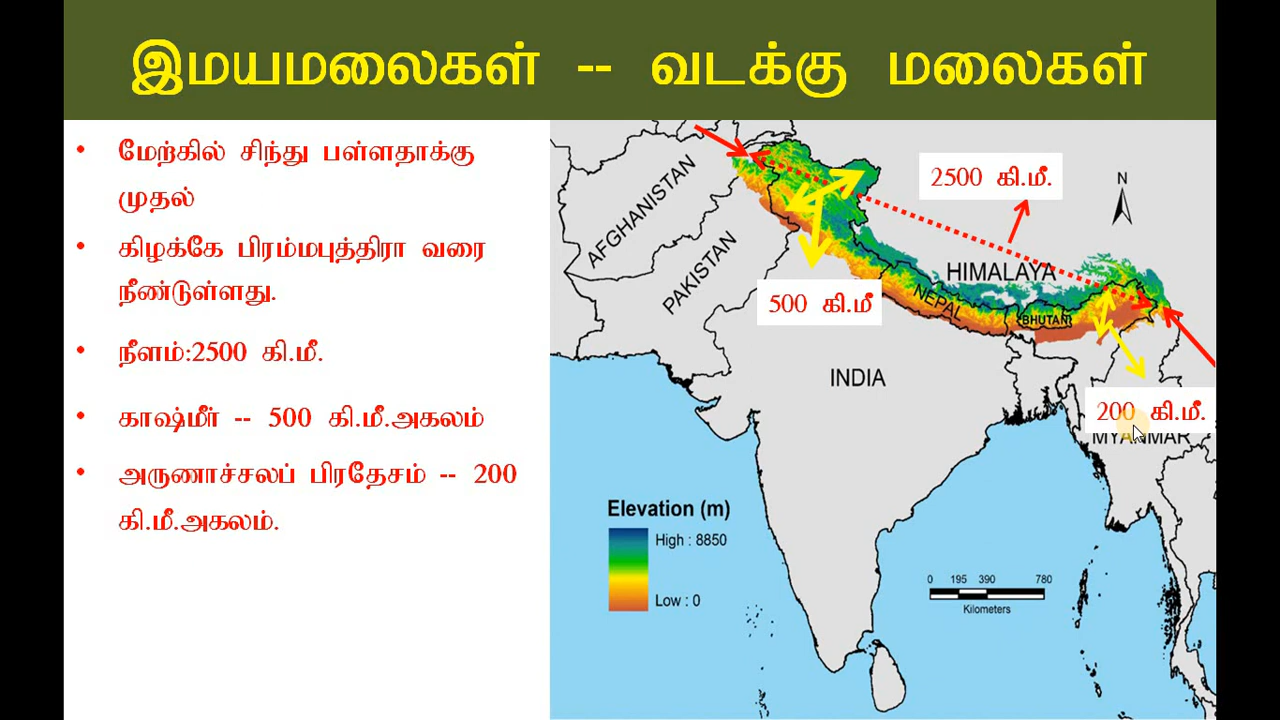 இமயமலைகள் -- வடக்கு மலைகள்
• மேற்கில் சிந்து பள்ளதாக்கு
முதல்
• கிழக்கே பிரம்மபுத்திரா வரை
நீண்டுள்ளது.
• நீளம்:2500 கி.மீ.
• காஷ்மீர் -- 500 கி.மீ.அகலம்
• அருணாச்சலப் பிரதேசம் -- 200
கி.மீ.அகலம்.
2500 கி.மீ.
N
AFGHANISTAN
PAKISTAN
HIMALAYA
500 கி.மீ
NEPAL
BHUTAN
INDIA
200 கி.மீ.
MYANMAR
Elevation (m)
High : 8850
Low : 0
0 195 390 780
Kilometers